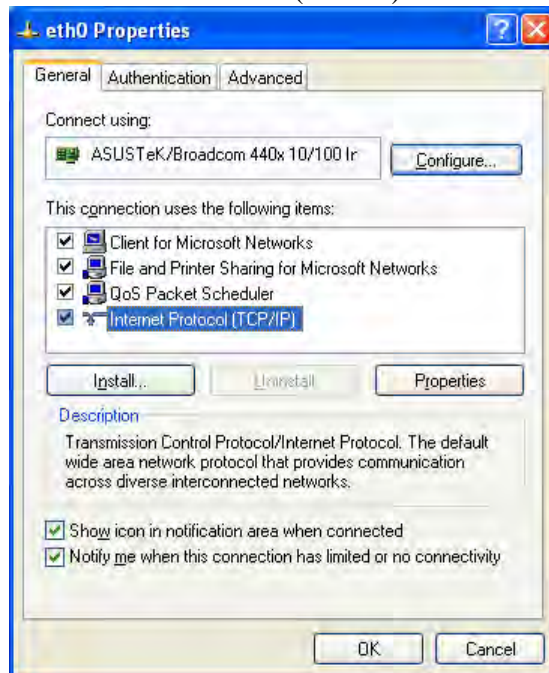 eth0 Properties
General Authentication Advanced
Connect using:
ASUSTeK/Broadcom 440x 10/100 Ir
Configure...
This connection uses the following items:
Client for Microsoft Networks
File and Printer Sharing for Microsoft Networks
QoS Packet Scheduler
Internet Protocol (TCP/IP)
Install... Uninstall Properties
Description
Transmission Control Protocol/Internet Protocol. The default
wide area network protocol that provides communication
across diverse interconnected networks.
Show icon in notification area when connected
Notify me when this connection has limited or no connectivity
OK Cancel